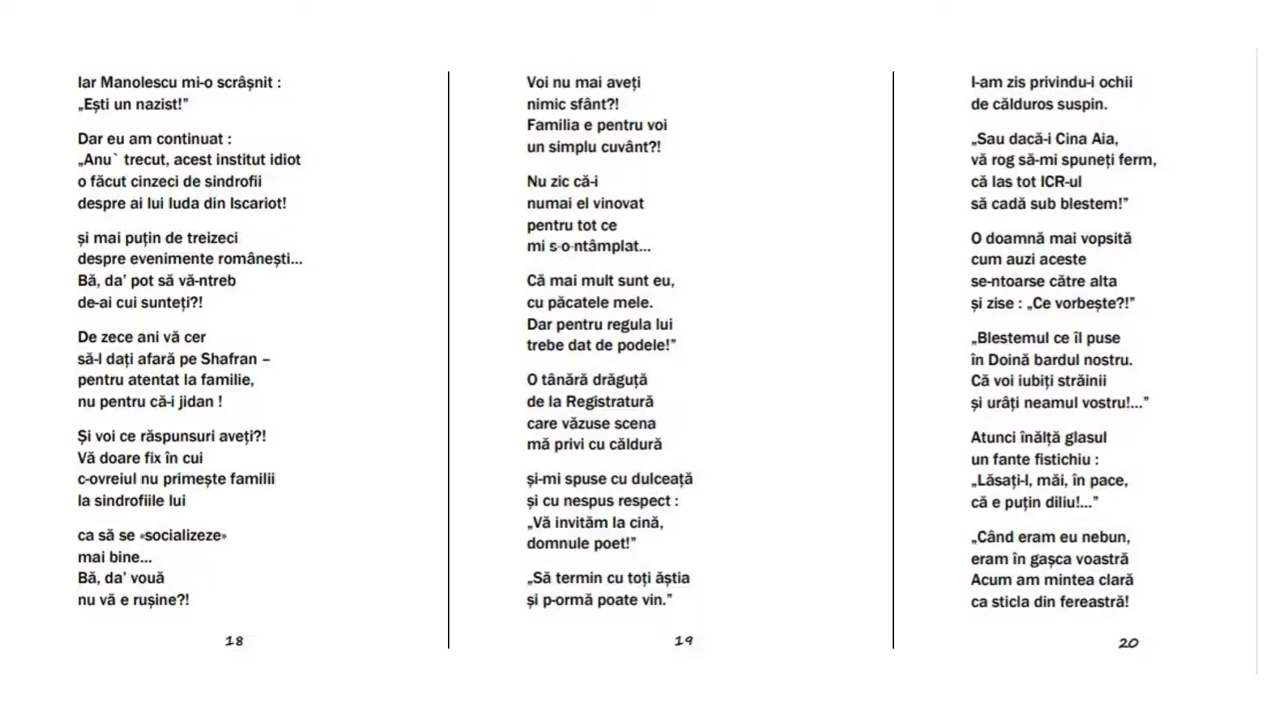 Iar Manolescu mi-o scrâșnit :
„Ești un nazist!”
Dar eu am continuat :
„Anu` trecut, acest institut idiot
o făcut cinzeci de sindrofii
despre ai lui Iuda din Iscariot!
și mai puțin de treizeci
despre evenimente românești...
Bă, da’ pot să vă-ntreb
de-ai cui sunteți?!
De zece ani vă cer
să-l dați afară pe Shafran –
pentru atentat la familie,
nu pentru că-i jidan !
Și voi ce răspunsuri aveți?!
Vă doare fix în cui
c-ovreiul nu primește familii
la sindrofiile lui
ca să se «socializeze»
mai bine...
Bă, da’ vouă
nu vă e rușine?!
18
Voi nu mai aveți
nimic sfânt?!
Familia e pentru voi
un simplu cuvânt?!
Nu zic că-i
numai el vinovat
pentru tot ce
mi s-o-ntâmplat...
Că mai mult sunt eu,
cu păcatele mele.
Dar pentru regula lui
trebe dat de podele!”
O tânără drăguță
de la Registratură
care văzuse scena
mă privi cu căldură
și-mi spuse cu dulceață
și cu nespus respect :
„Vă invităm la cină,
domnule poet!”
„Să termin cu toți ăștia
și p-ormă poate vin.”
19
I-am zis privindu-i ochii
de călduros suspin.
„Sau dacă-i Cina Aia,
vă rog să-mi spuneți ferm,
că las tot ICR-ul
să cadă sub blestem!”
O doamnă mai vopsită
cum auzi aceste
se-ntoarse către alta
și zise : „Ce vorbește?!”
„Blestemul ce îl puse
în Doină bardul nostru.
Că voi iubiți străinii
și urâți neamul vostru!...”
Atunci înălță glasul
un fante fistichiu :
„Lăsați-l, măi, în pace,
că e puțin diliu!...”
„Când eram eu nebun,
eram în gașca voastră
Acum am mintea clară
ca sticla din fereastră!
20